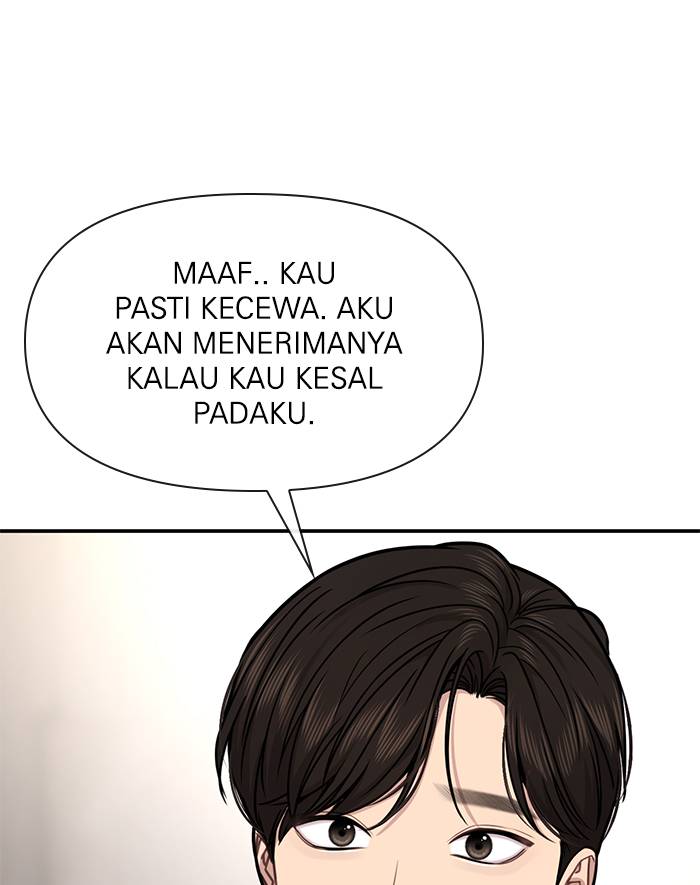 MAAF.. KAU
PASTI KECEWA. AKU
AKAN MENERIMANYA
KALAU KAU KESAL
PADAKU.